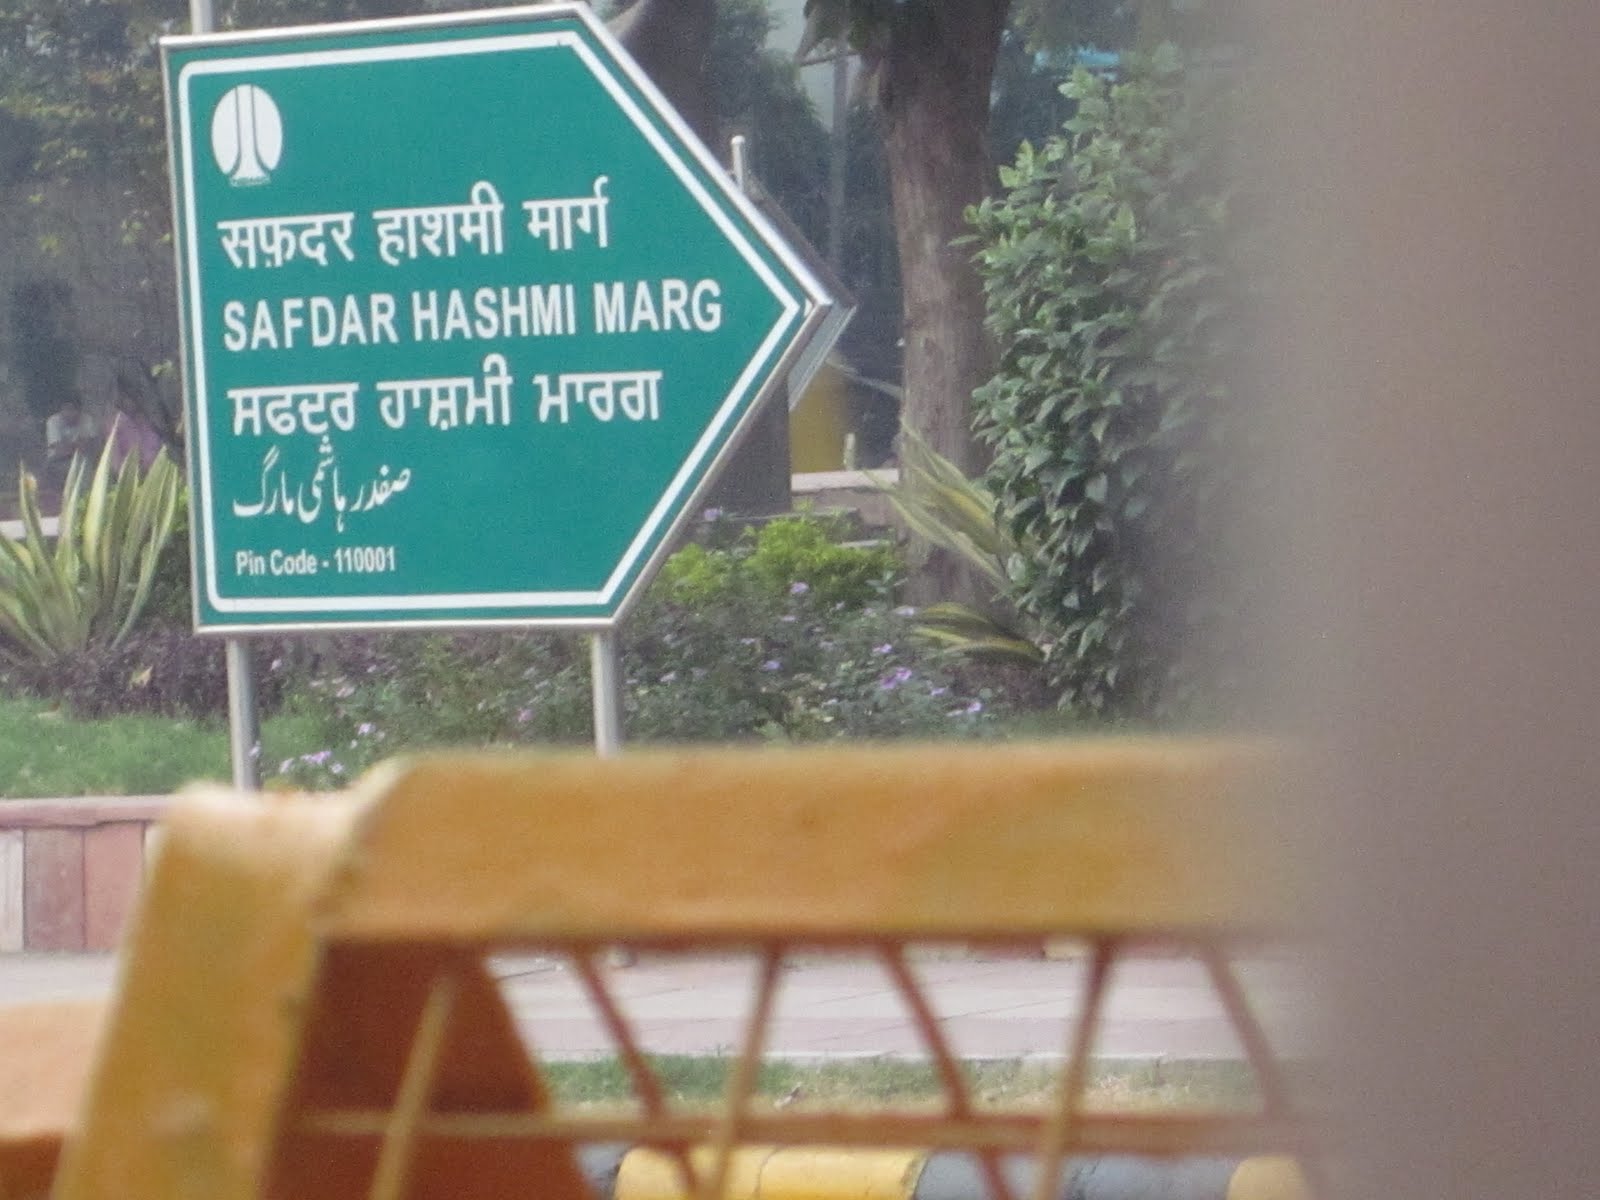 सफ़दर हाशमी मार्ग
SAFDAR HASHMI MARG
ਸਫਦਰ ਹਾਸ਼ਮੀ ਮਾਰਗ
صفدر ہاشمی مارگ
Pin Code - 110001